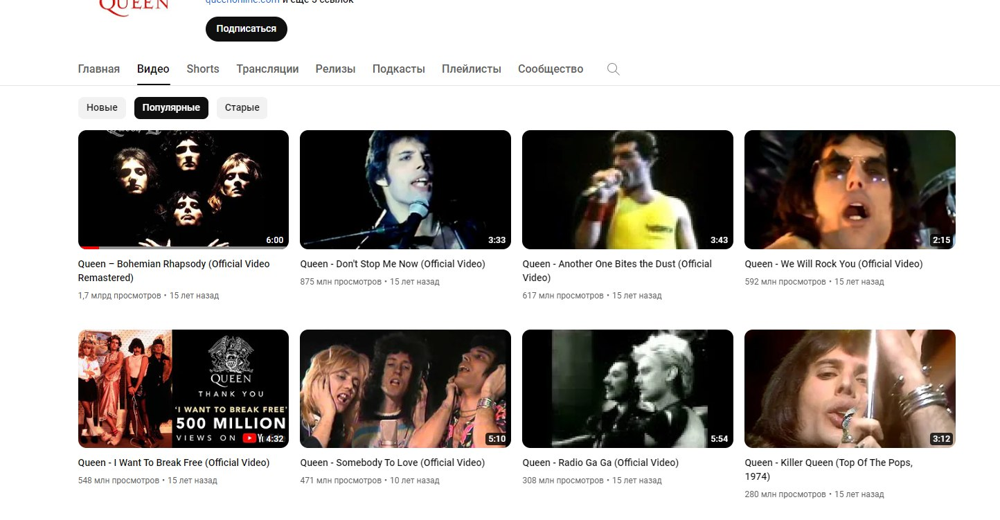 QUEEN
queenonline.com и ещё 5 ссылок
Подписаться
Главная Видео Shorts Трансляции Релизы Подкасты Плейлисты Сообщество
Новые Популярные Старые
6:00
3:33
3:43
2:15
Queen – Bohemian Rhapsody (Official Video
Remastered)
1,7 млрд просмотров • 15 лет назад
Queen - Don't Stop Me Now (Official Video)
875 млн просмотров • 15 лет назад
Queen - Another One Bites the Dust (Official
Video)
617 млн просмотров • 15 лет назад
Queen - We Will Rock You (Official Video)
592 млн просмотров • 15 лет назад
QUEEN
THANK YOU
'I WANT TO BREAK FREE'
500 MILLION
VIEWS ON
4:32
5:10
5:54
3:12
Queen - I Want To Break Free (Official Video)
548 млн просмотров • 15 лет назад
Queen - Somebody To Love (Official Video)
471 млн просмотров • 10 лет назад
Queen - Radio Ga Ga (Official Video)
308 млн просмотров • 15 лет назад
Queen - Killer Queen (Top Of The Pops,
1974)
280 млн просмотров • 15 лет назад